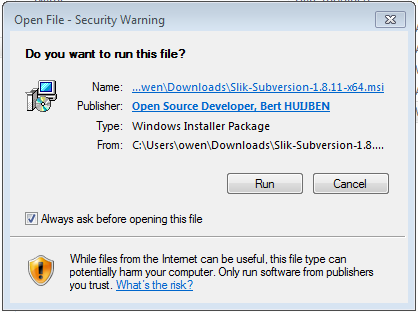 Open File - Security Warning
Do you want to run this file?
Name: ...wen\Downloads\Slik-Subversion-1.8.11-x64.msi
Publisher: Open Source Developer, Bert HUIJBEN
Type: Windows Installer Package
From: C:\Users\owen\Downloads\Slik-Subversion-1.8....
Run Cancel
Always ask before opening this file
While files from the Internet can be useful, this file type can
potentially harm your computer. Only run software from publishers
you trust. What's the risk?